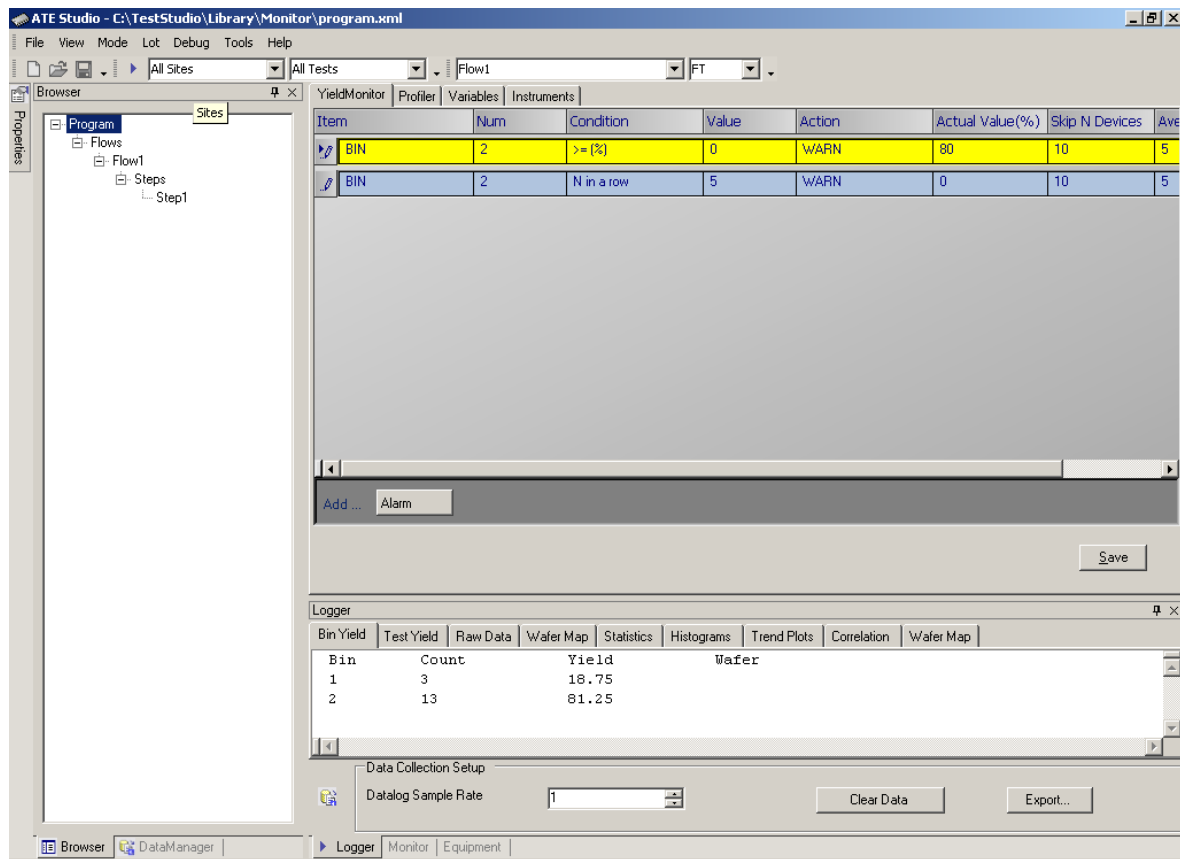 ATE Studio - C:\TestStudio\Library\Monitor\program.xml
File View Mode Lot Debug Tools Help
All Sites All Tests Flow1 FT
Browser
Sites
Properties
Program
Flows
Flow1
Steps
Step1
YieldMonitor Profiler Variables Instruments
Item Num Condition Value Action Actual Value(%) Skip N Devices Ave
BIN 2 >= (%) 0 WARN 80 10 5
BIN 2 N in a row 5 WARN 0 10 5
Add ... Alarm
Save
Logger
Bin Yield Test Yield Raw Data Wafer Map Statistics Histograms Trend Plots Correlation Wafer Map
Bin Count Yield Wafer
1 3 18.75
2 13 81.25
Data Collection Setup
Datalog Sample Rate 1 Clear Data Export...
Browser DataManager Logger Monitor Equipment